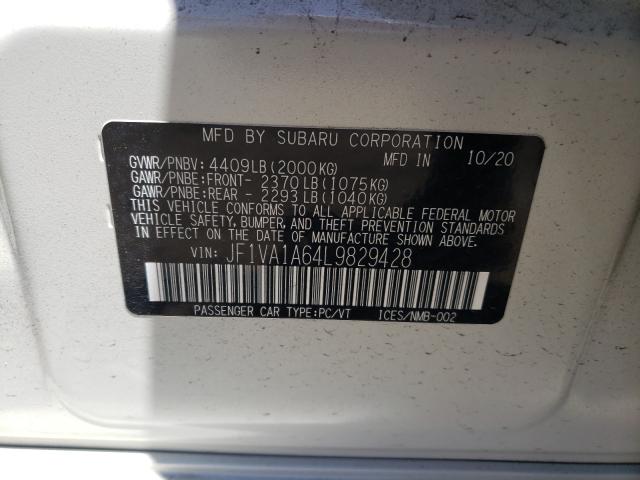 MFD BY SUBARU CORPORATION
GVWR/PNBV: 4409LB(2000KG) MFD IN 10/20
GAWR/PNBE:FRONT- 2370LB(1075KG)
GAWR/PNBE:REAR - 2293LB(1040KG)
THIS VEHICLE CONFORMS TO ALL APPLICABLE FEDERAL MOTOR
VEHICLE SAFETY, BUMPER, AND THEFT PREVENTION STANDARDS
IN EFFECT ON THE DATE OF MANUFACTURE SHOWN ABOVE.
VIN: JF1VA1A64L9829428
PASSENGER CAR TYPE:PC/VT ICES/NMB-002